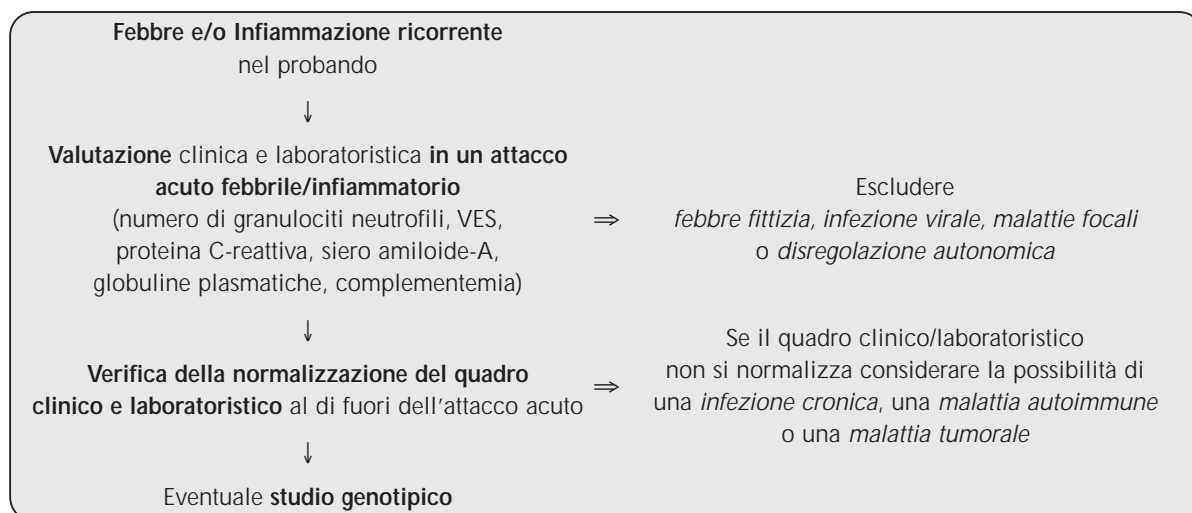 Febbre e/o Infiammazione ricorrente
nel probando
↓
Valutazione clinica e laboratoristica in un attacco
acuto febbrile/infiammatorio
(numero di granulociti neutrofili, VES,
proteina C-reattiva, siero amiloide-A,
globuline plasmatiche, complementemia)
⇒
Escludere
febbre fittizia, infezione virale, malattie focali
o disregolazione autonomica
↓
Verifica della normalizzazione del quadro
clinico e laboratoristico al di fuori dell'attacco acuto
⇒
Se il quadro clinico/laboratoristico
non si normalizza considerare la possibilità di
una infezione cronica, una malattia autoimmune
o una malattia tumorale
↓
Eventuale studio genotipico